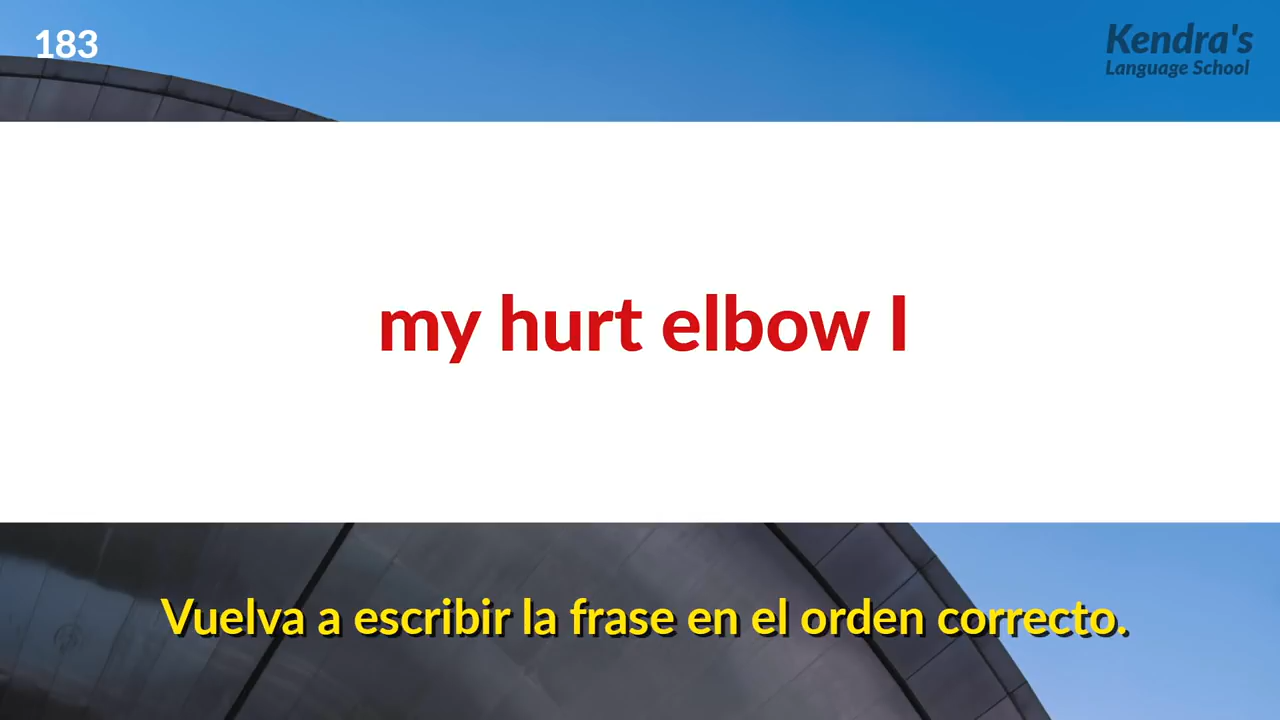 183
Kendra's
Language School
my hurt elbow I
Vuelva a escribir la frase en el orden correcto.